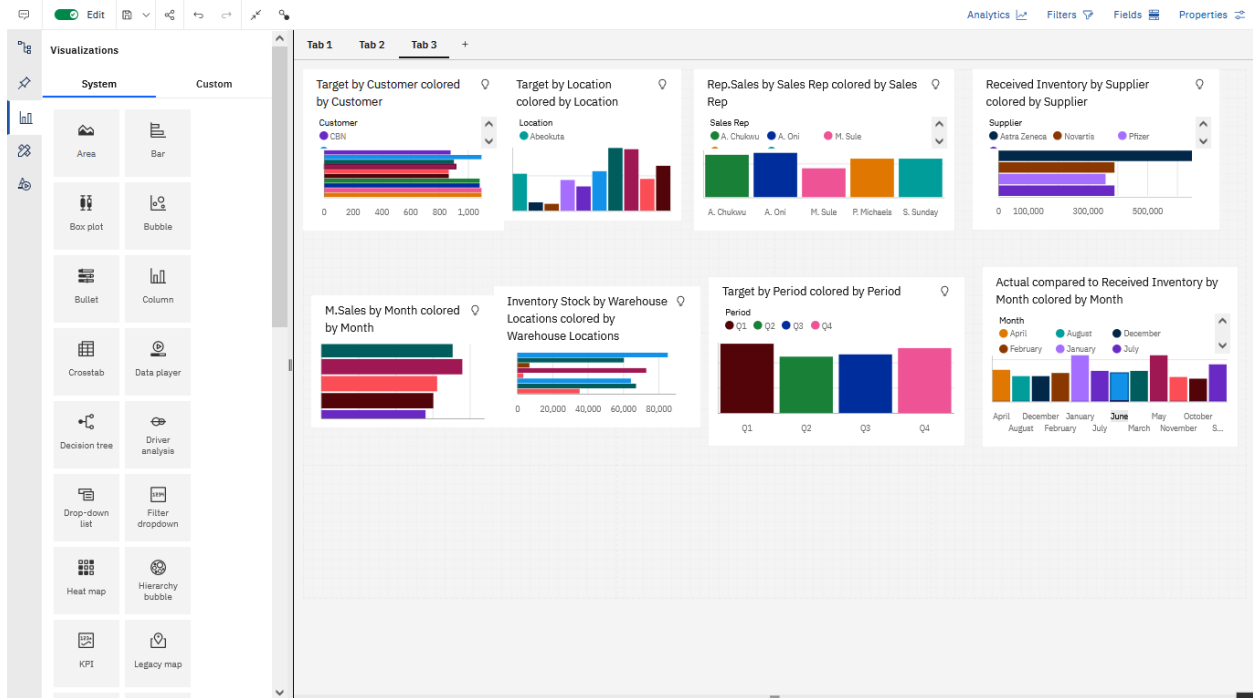 Edit
Analytics
Filters
Fields
Properties
Visualizations
System
Custom
Area
Bar
Box plot
Bubble
Bullet
Column
Crosstab
Data player
Decision tree
Driver
analysis
Drop-down
list
Filter
dropdown
Heat map
Hierarchy
bubble
KPI
Legacy map
Tab 1
Tab 2
Tab 3
+
Target by Customer colored
by Customer
Customer
CBN
0 200 400 600 800 1,000
Target by Location
colored by Location
Location
Abeokuta
Rep.Sales by Sales Rep colored by Sales
Rep
Sales Rep
A. Chukwu A. Oni M. Sule
A. Chukwu A. Oni M. Sule P. Michaels S. Sunday
Received Inventory by Supplier
colored by Supplier
Supplier
Astra Zeneca Novartis Pfizer
0 100,000 300,000 500,000
M.Sales by Month colored
by Month
Inventory Stock by Warehouse
Locations colored by
Warehouse Locations
0 20,000 40,000 60,000 80,000
Target by Period colored by Period
Period
Q1 Q2 Q3 Q4
Q1 Q2 Q3 Q4
Actual compared to Received Inventory by
Month colored by Month
Month
April August December
February January July
April December January June May October
August February July March November S...